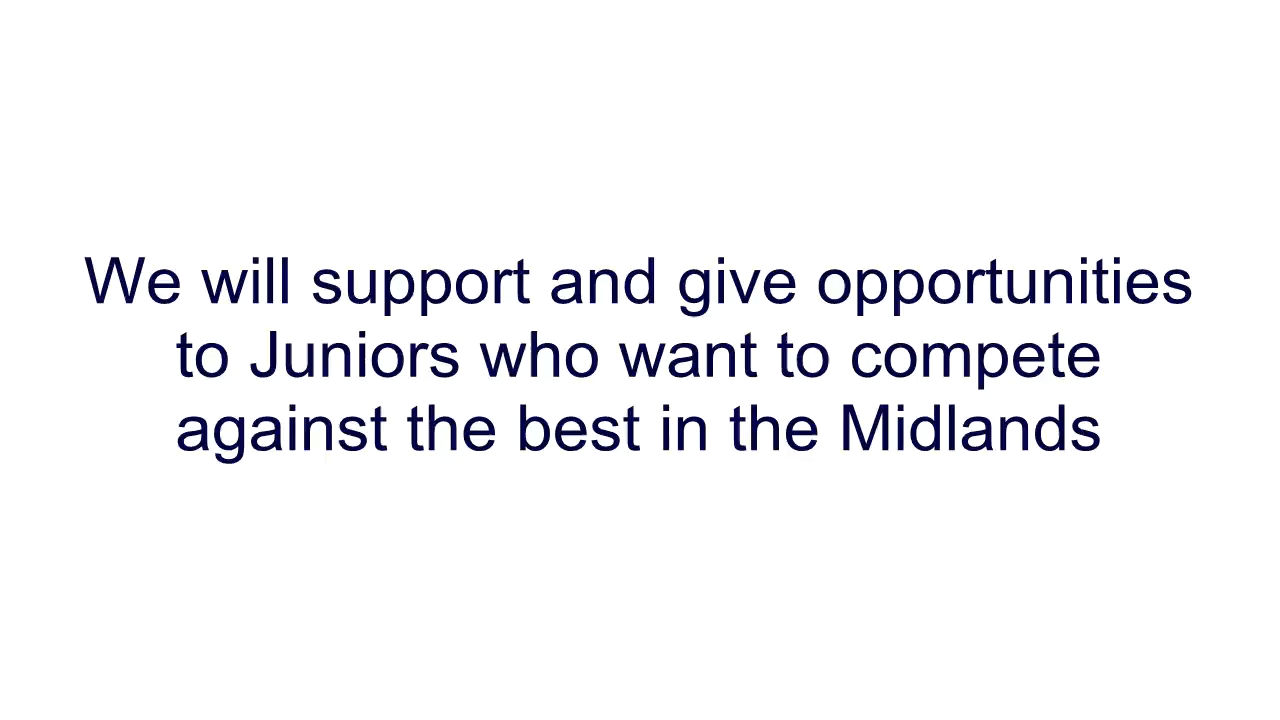 We will support and give opportunities
to Juniors who want to compete
against the best in the Midlands